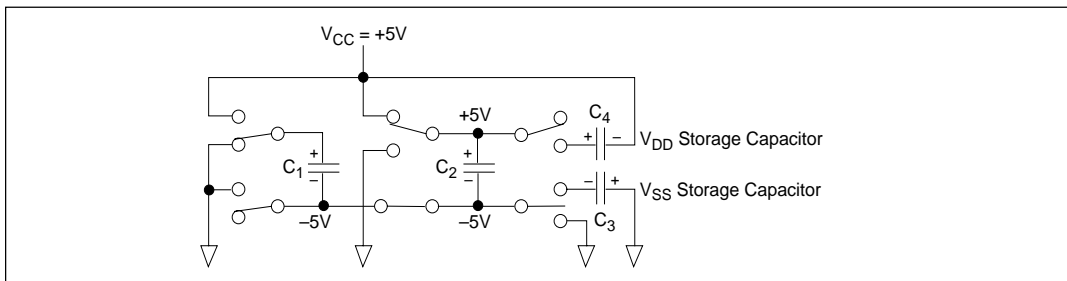 V_CC = +5V
C_4
+5V
+ –
V_DD Storage Capacitor
+
C_1
–
+
C_2
–
– +
V_SS Storage Capacitor
C_3
–5V
–5V